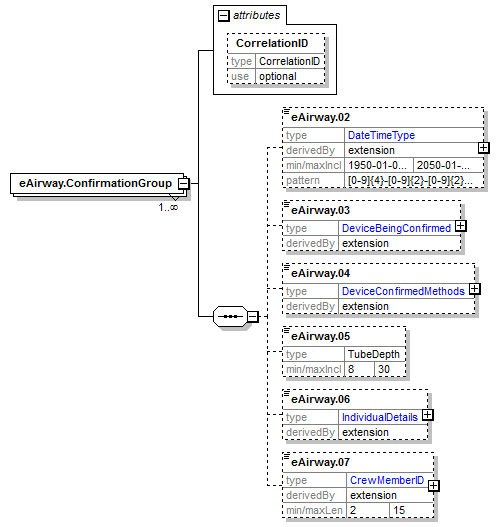 attributes
CorrelationID
type CorrelationID
use optional
eAirway.ConfirmationGroup
1..∞
eAirway.02
type DateTimeType
derivedBy extension
min/maxIncl 1950-01-0... 2050-01-...
pattern [0-9]{4}-[0-9]{2}-[0-9]{2}...
eAirway.03
type DeviceBeingConfirmed
derivedBy extension
eAirway.04
type DeviceConfirmedMethods
derivedBy extension
eAirway.05
type TubeDepth
min/maxIncl 8 30
eAirway.06
type IndividualDetails
derivedBy extension
eAirway.07
type CrewMemberID
derivedBy extension
min/maxLen 2 15